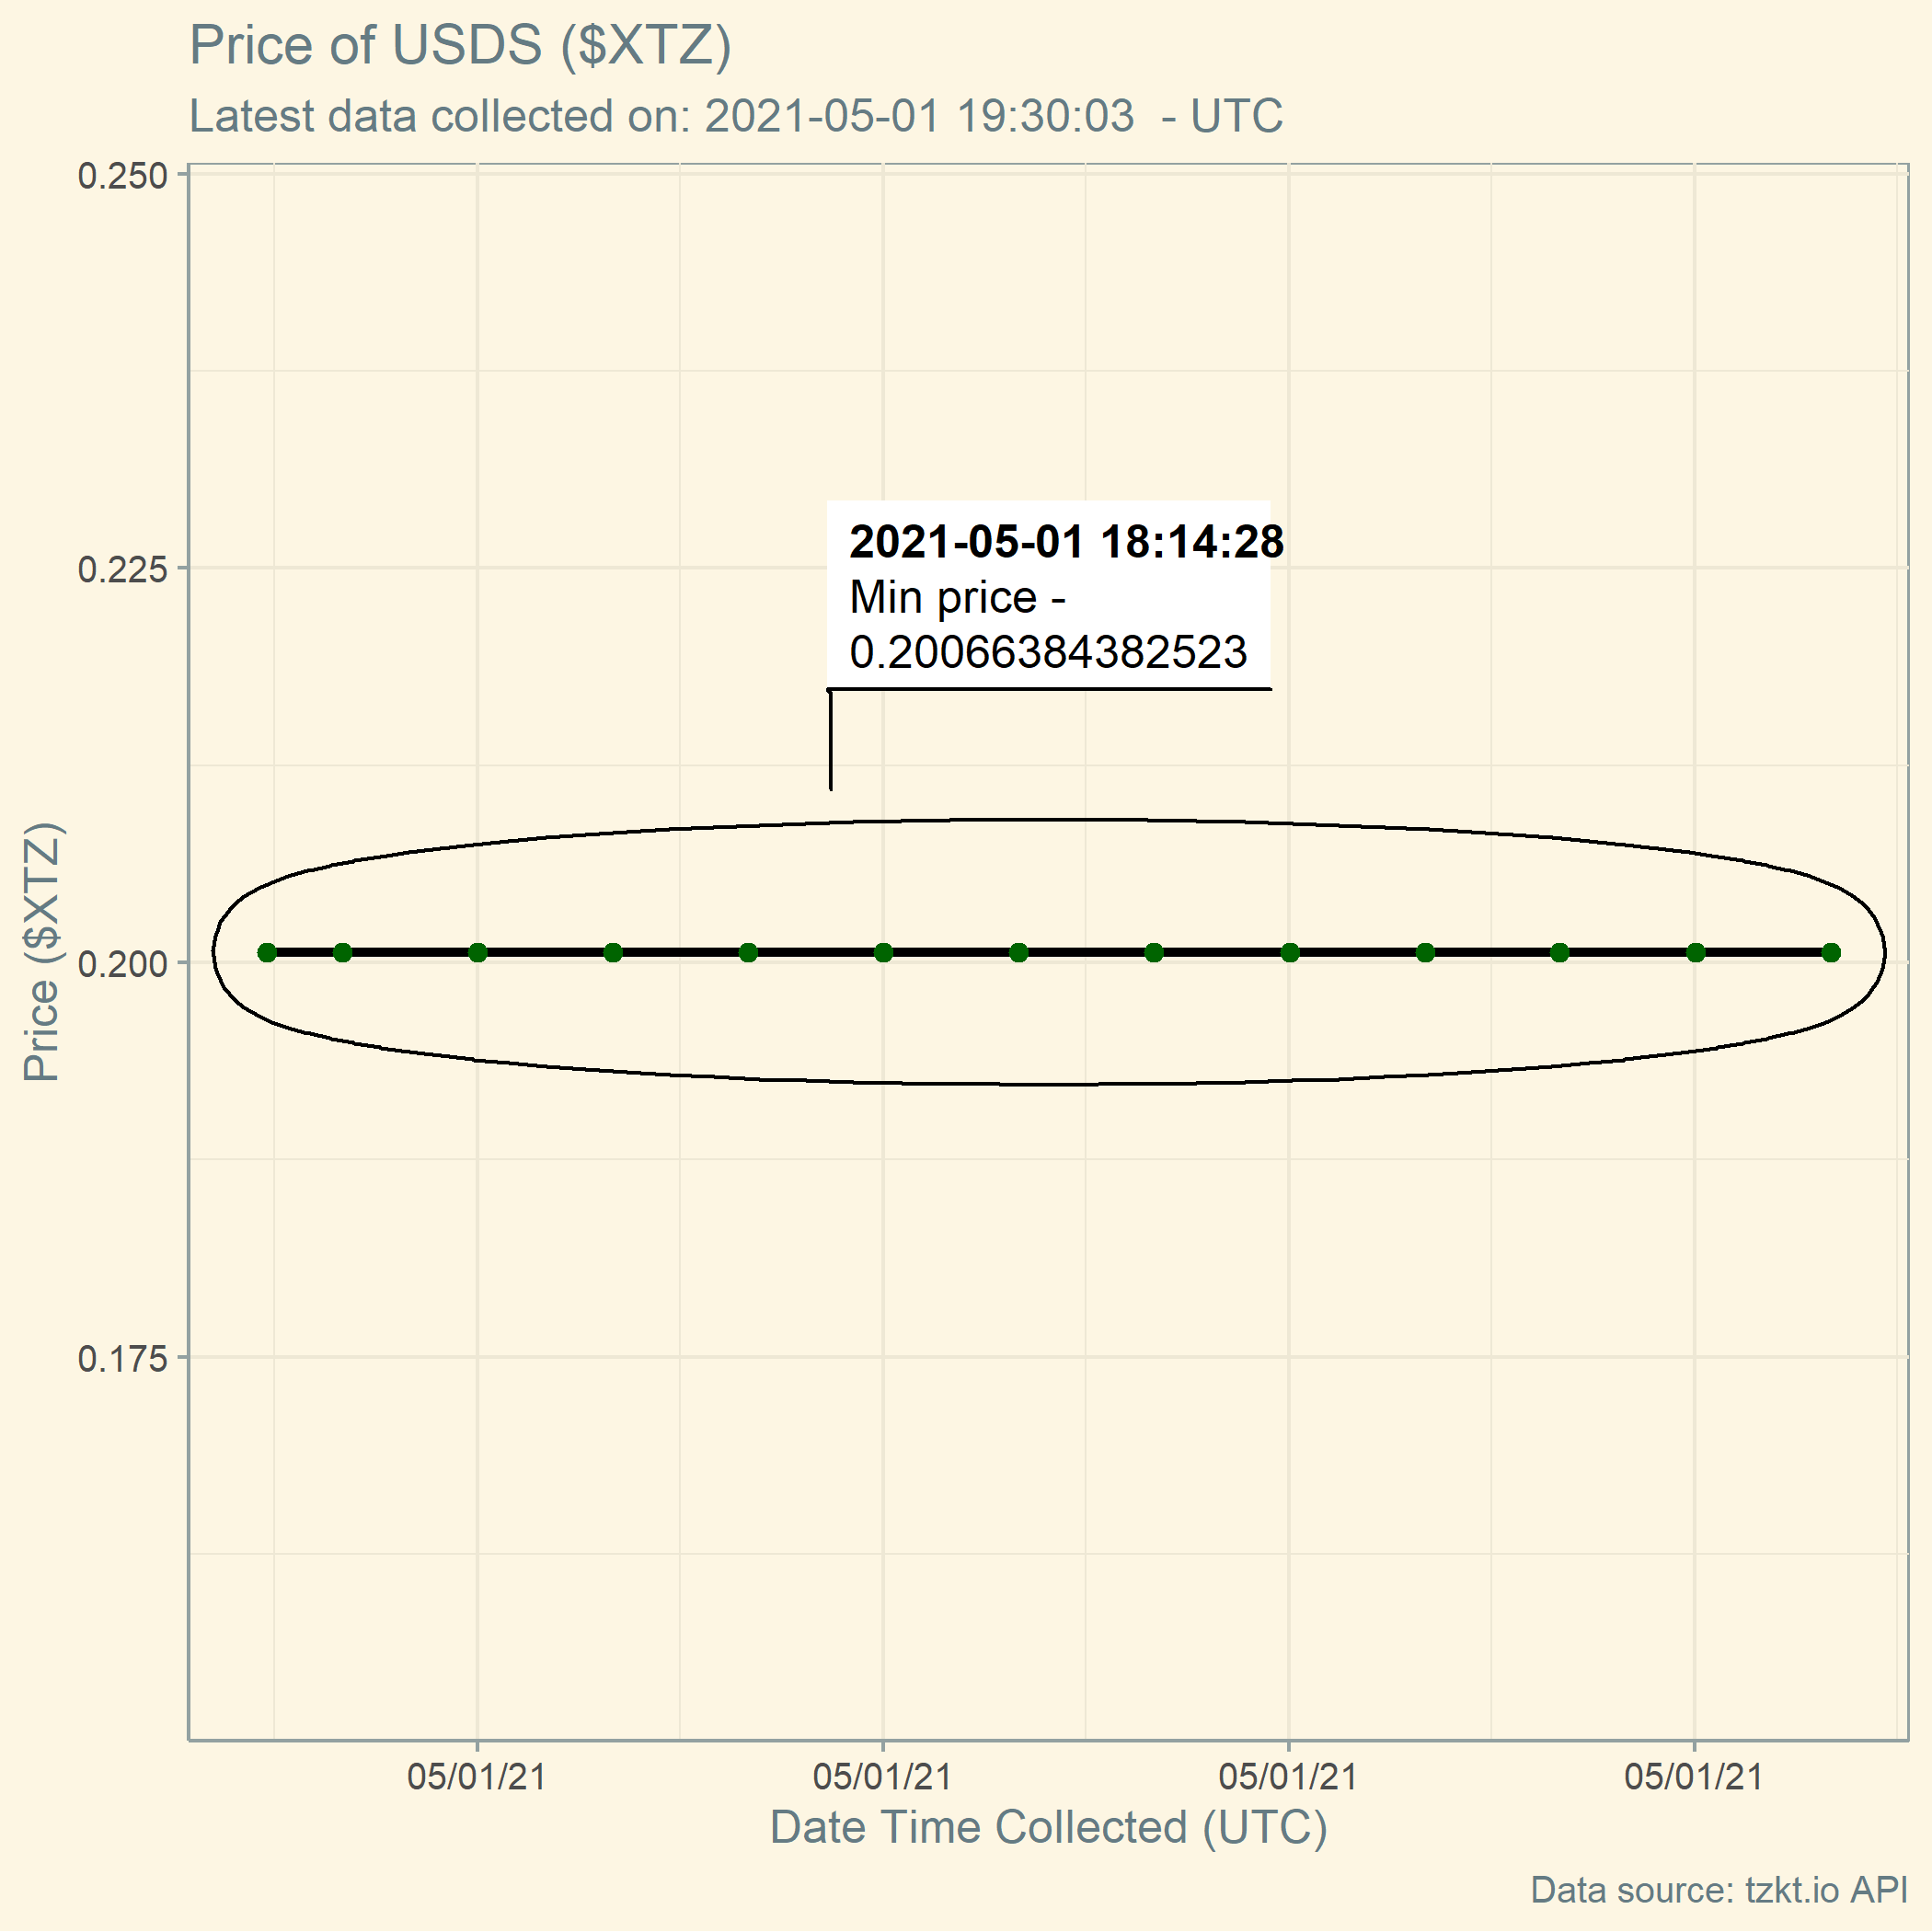 Price of USDS ($XTZ)
Latest data collected on: 2021-05-01 19:30:03  - UTC
0.250
0.225
0.200
0.175
Price ($XTZ)
2021-05-01 18:14:28
Min price -
0.20066384382523
05/01/21
05/01/21
05/01/21
05/01/21
Date Time Collected (UTC)
Data source: tzkt.io API